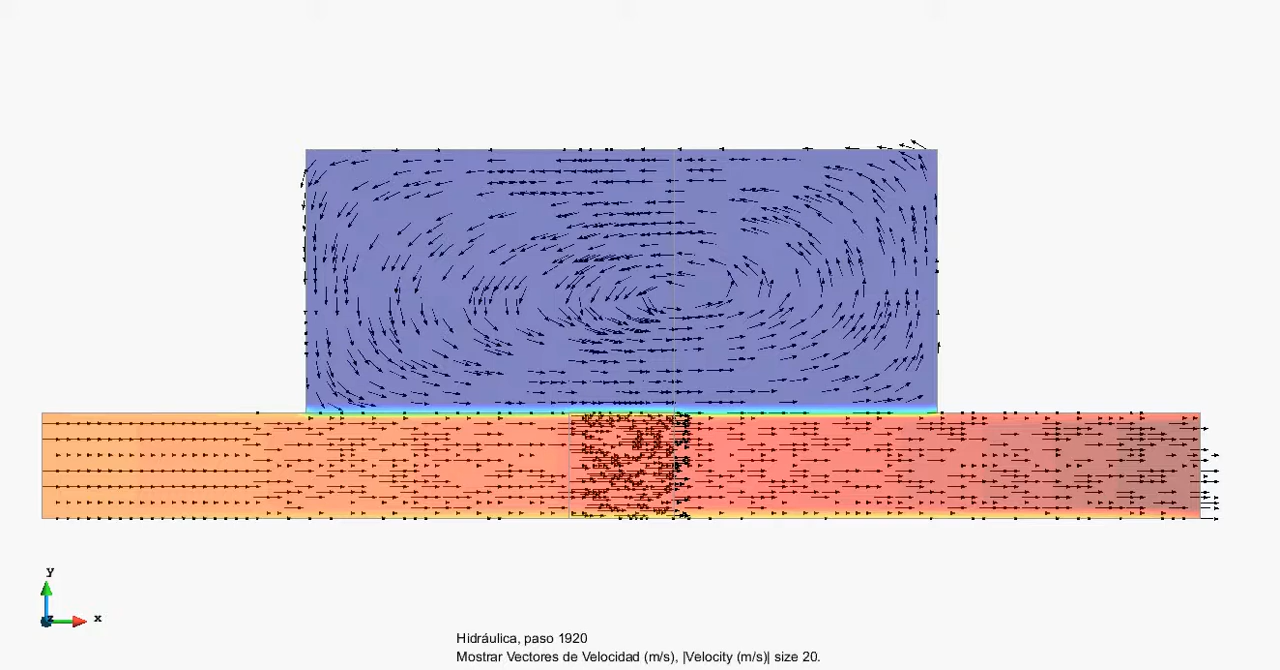 y
z x
Hidráulica, paso 1920
Mostrar Vectores de Velocidad (m/s), |Velocity (m/s)| size 20.